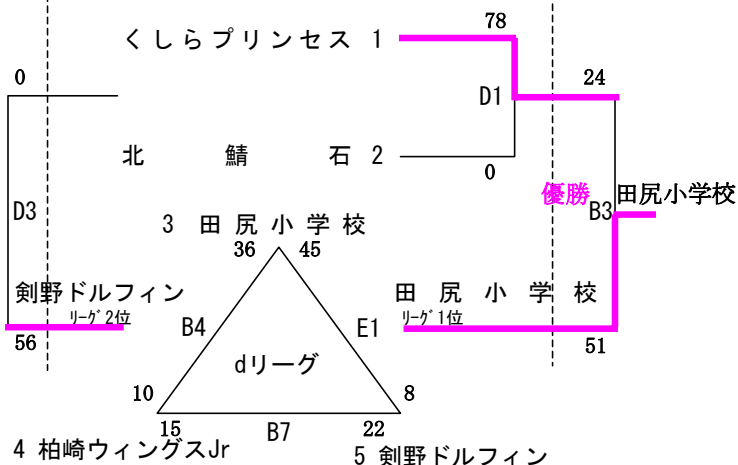 78
くしらプリンセス 1
0
24
D1
北 鯖 石 2
0
優勝 田尻小学校
D3
B3
3 田尻小学校
36 45
剣野ドルフィン
田尻小学校
リーグ2位
リーグ1位
B4
E1
56
51
dリーグ
10
8
15
B7
22
4 柏崎ウィングスJr
5 剣野ドルフィン